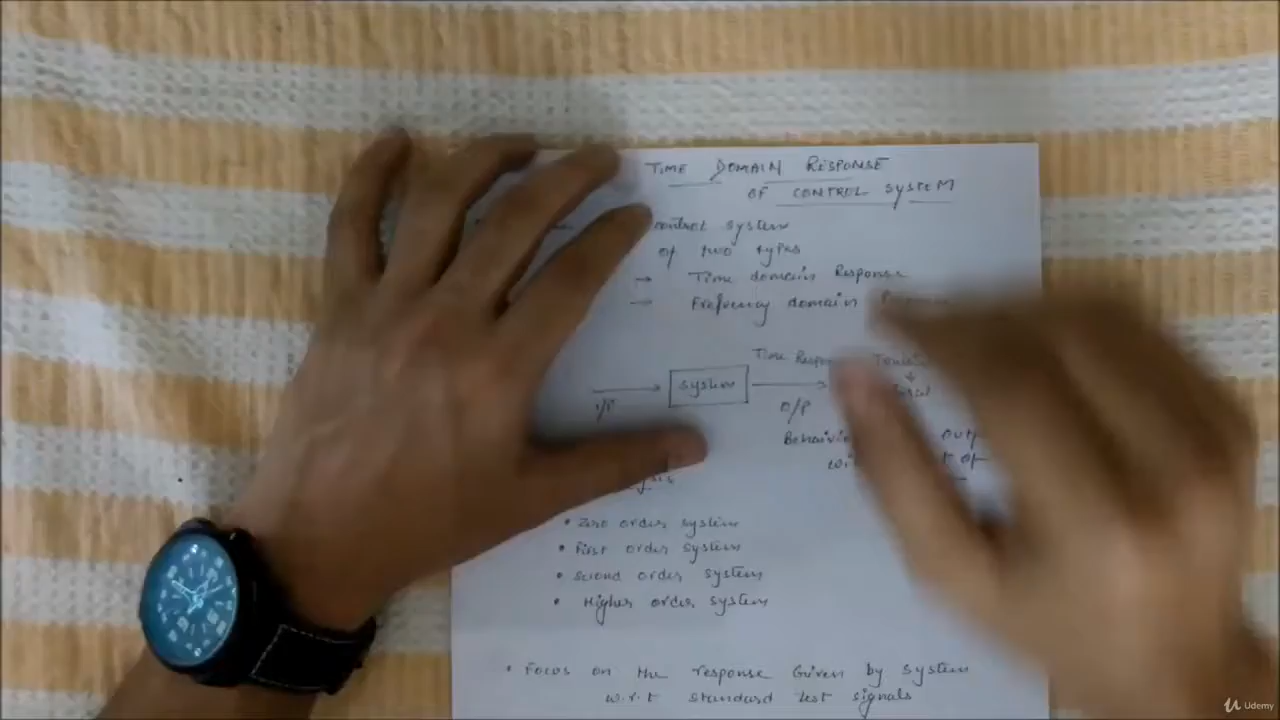 TIME DOMAIN RESPONSE
OF CONTROL SYSTEM
control system
of two types
→ Time domain Response
→ Frequency domain
Time Respon
system
I/P
O/P
outp
• Zero order system
• First order system
• Second order system
• Higher order system
• Focus on the response Given by system
w.r.t standard test signals
Udemy